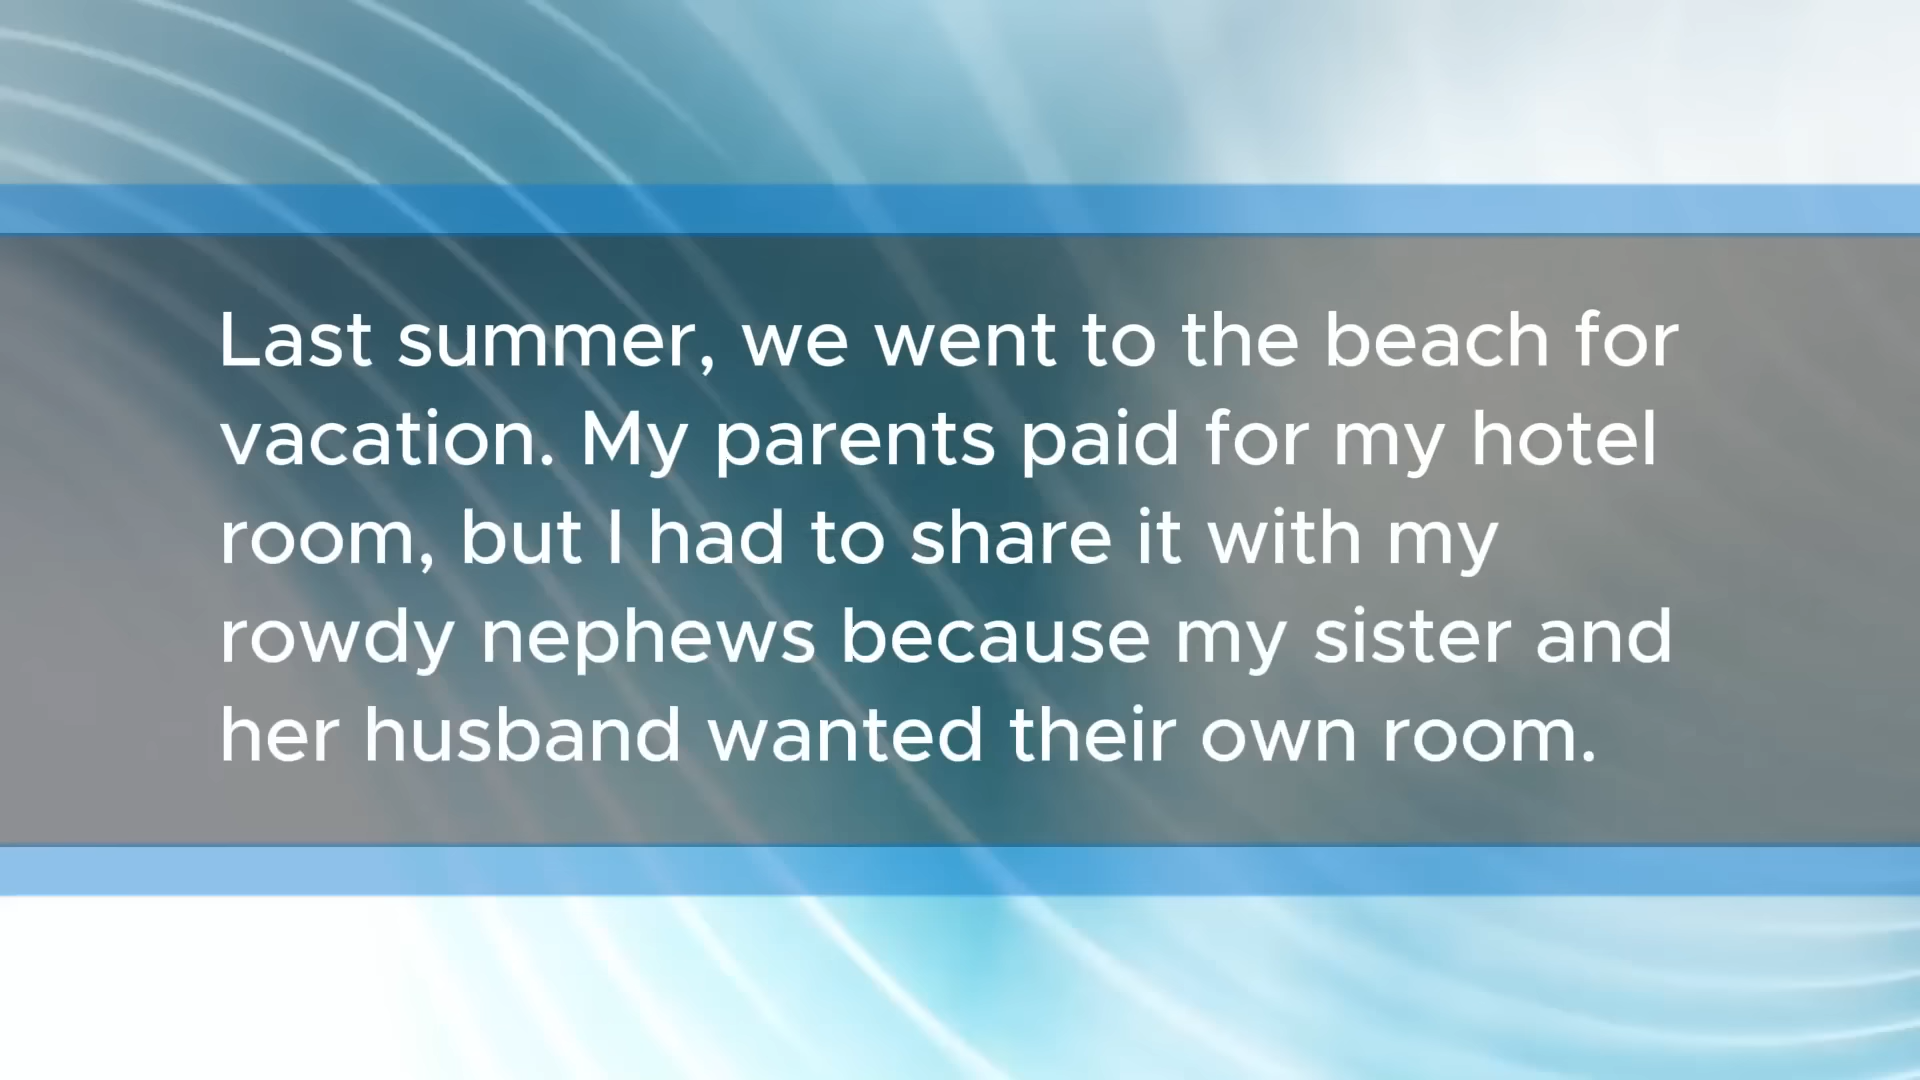 Last summer, we went to the beach for
vacation. My parents paid for my hotel
room, but I had to share it with my
rowdy nephews because my sister and
her husband wanted their own room.